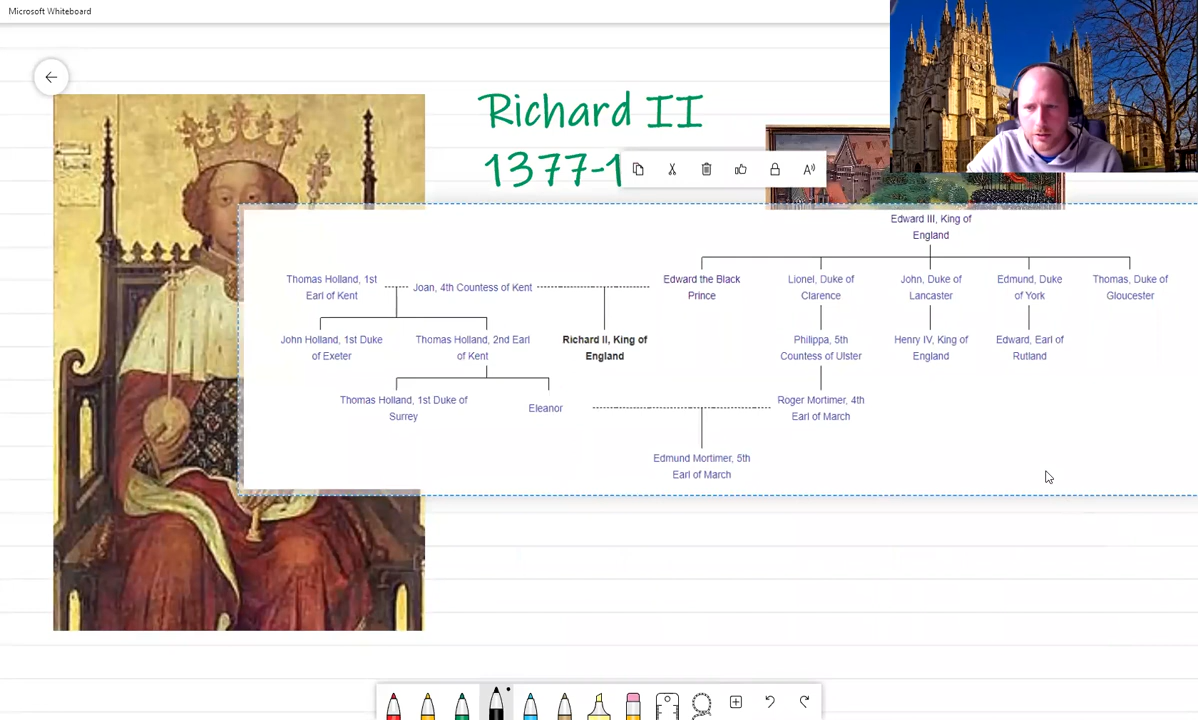 Microsoft Whiteboard
Richard II
1377-1
Edward III, King of
England
Thomas Holland, 1st
Earl of Kent
Joan, 4th Countess of Kent
Edward the Black
Prince
Lionel, Duke of
Clarence
John, Duke of
Lancaster
Edmund, Duke
of York
Thomas, Duke of
Gloucester
John Holland, 1st Duke
of Exeter
Thomas Holland, 2nd Earl
of Kent
Richard II, King of
England
Philippa, 5th
Countess of Ulster
Henry IV, King of
England
Edward, Earl of
Rutland
Thomas Holland, 1st Duke of
Surrey
Eleanor
Roger Mortimer, 4th
Earl of March
Edmund Mortimer, 5th
Earl of March